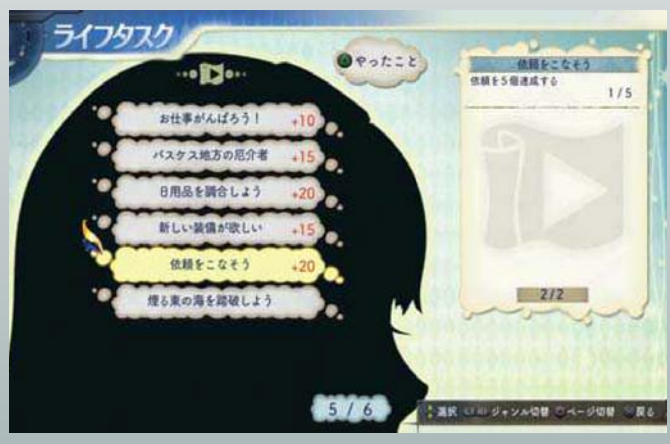 ライフタスク
やったこと
お仕事がんばろう! +10
バスケス地方の厄介者 +15
日用品を調合しよう +20
新しい装備が欲しい +15
依頼をこなそう +20
煙る東の海を踏破しよう
依頼をこなそう
依頼を5個達成する
1/5
2/2
5/6
選択 ジャンル切替 ページ切替 戻る